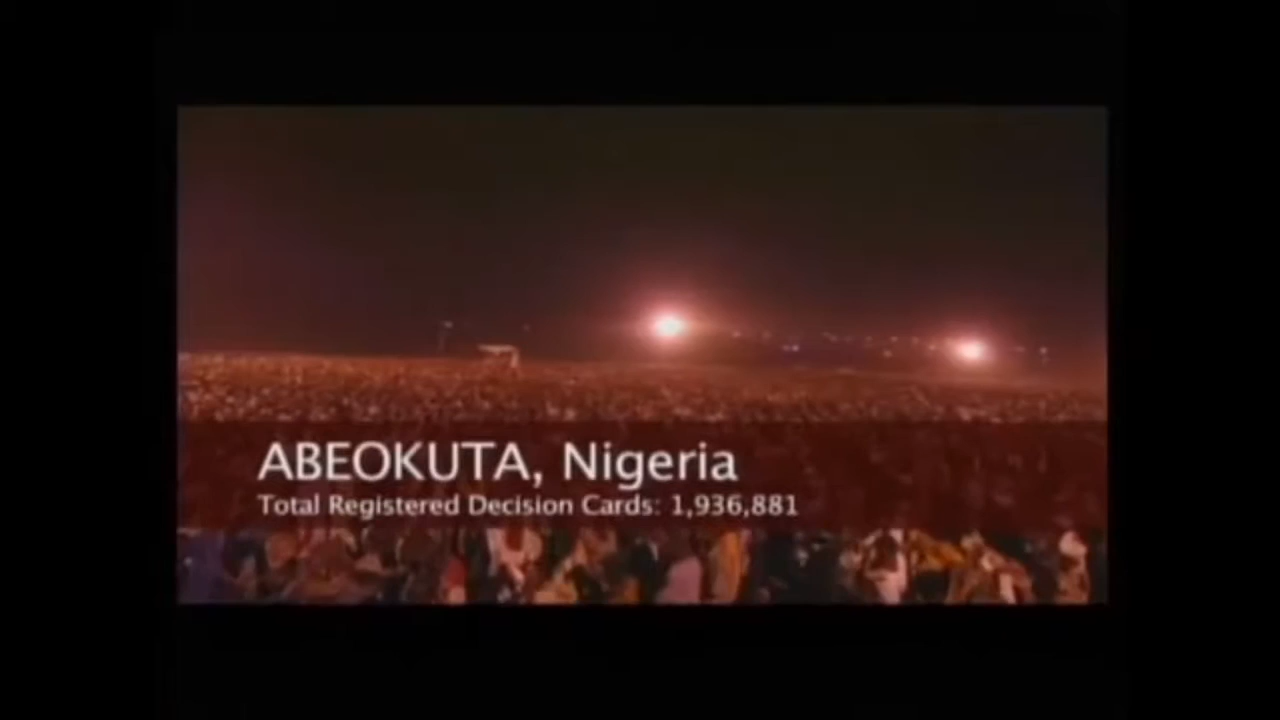 ABEOKUTA, Nigeria
Total Registered Decision Cards: 1,936,881